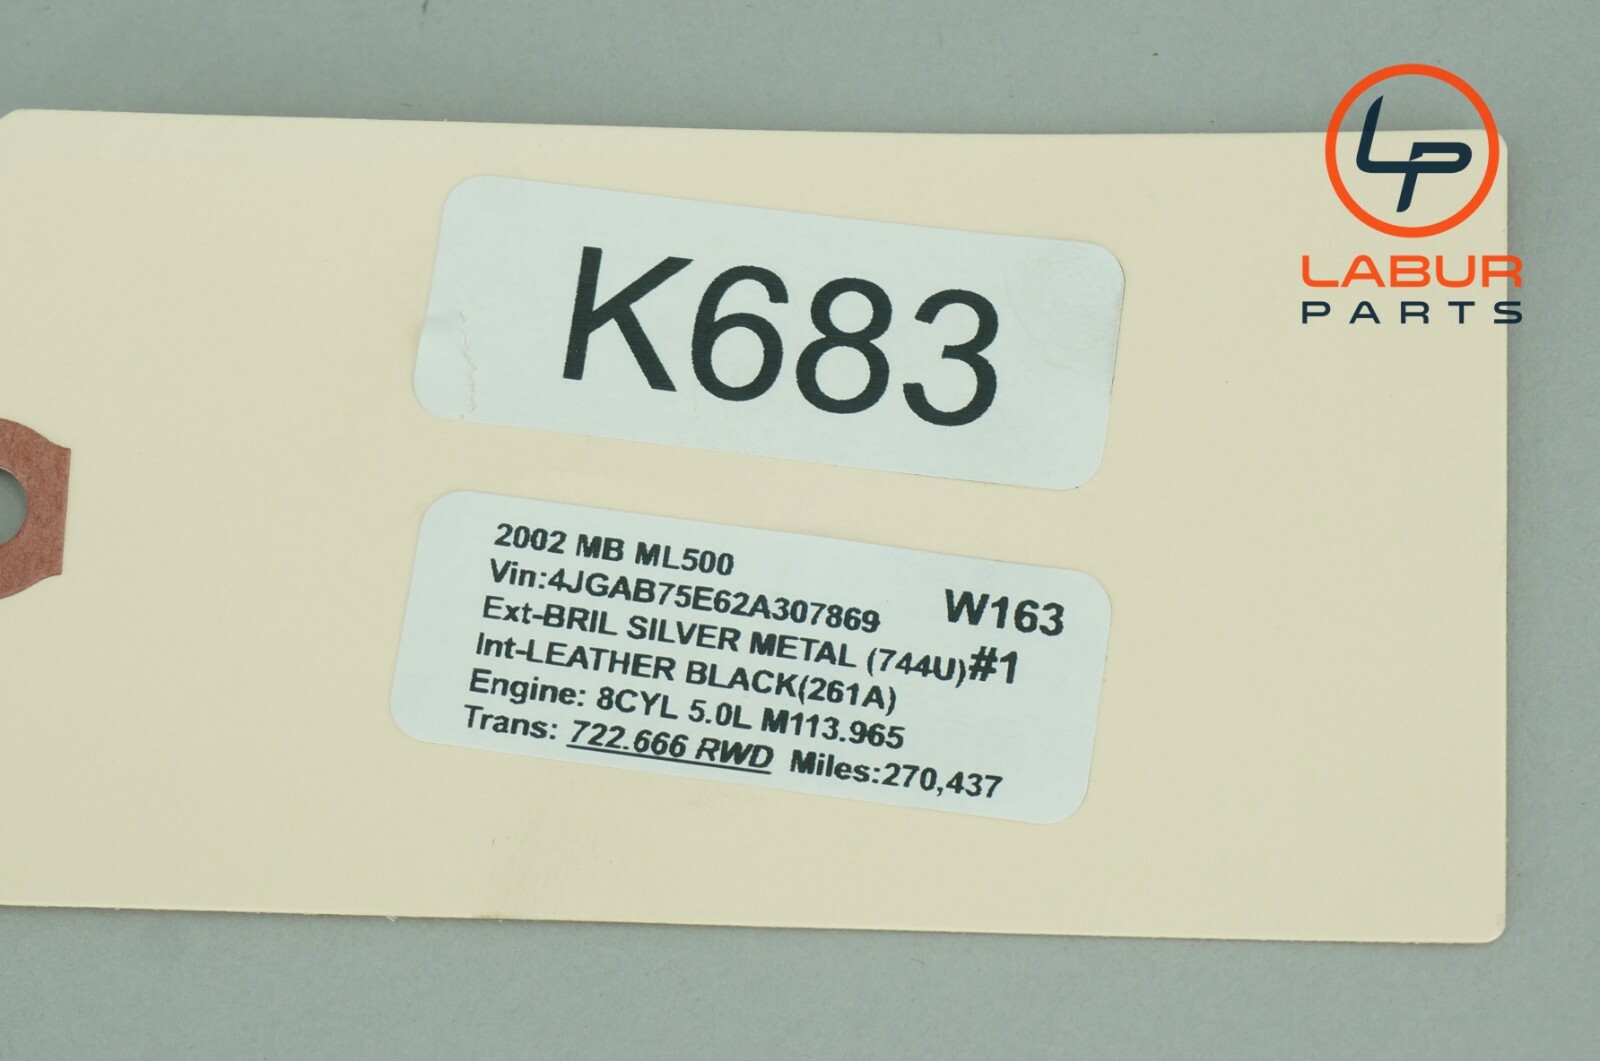 LP
LABUR
PARTS
K683
2002 MB ML500
Vin:4JGAB75E62A307869 W163
Ext-BRIL SILVER METAL (744U)#1
Int-LEATHER BLACK(261A)
Engine: 8CYL 5.0L M113.965
Trans: 722.666 RWD Miles:270,437